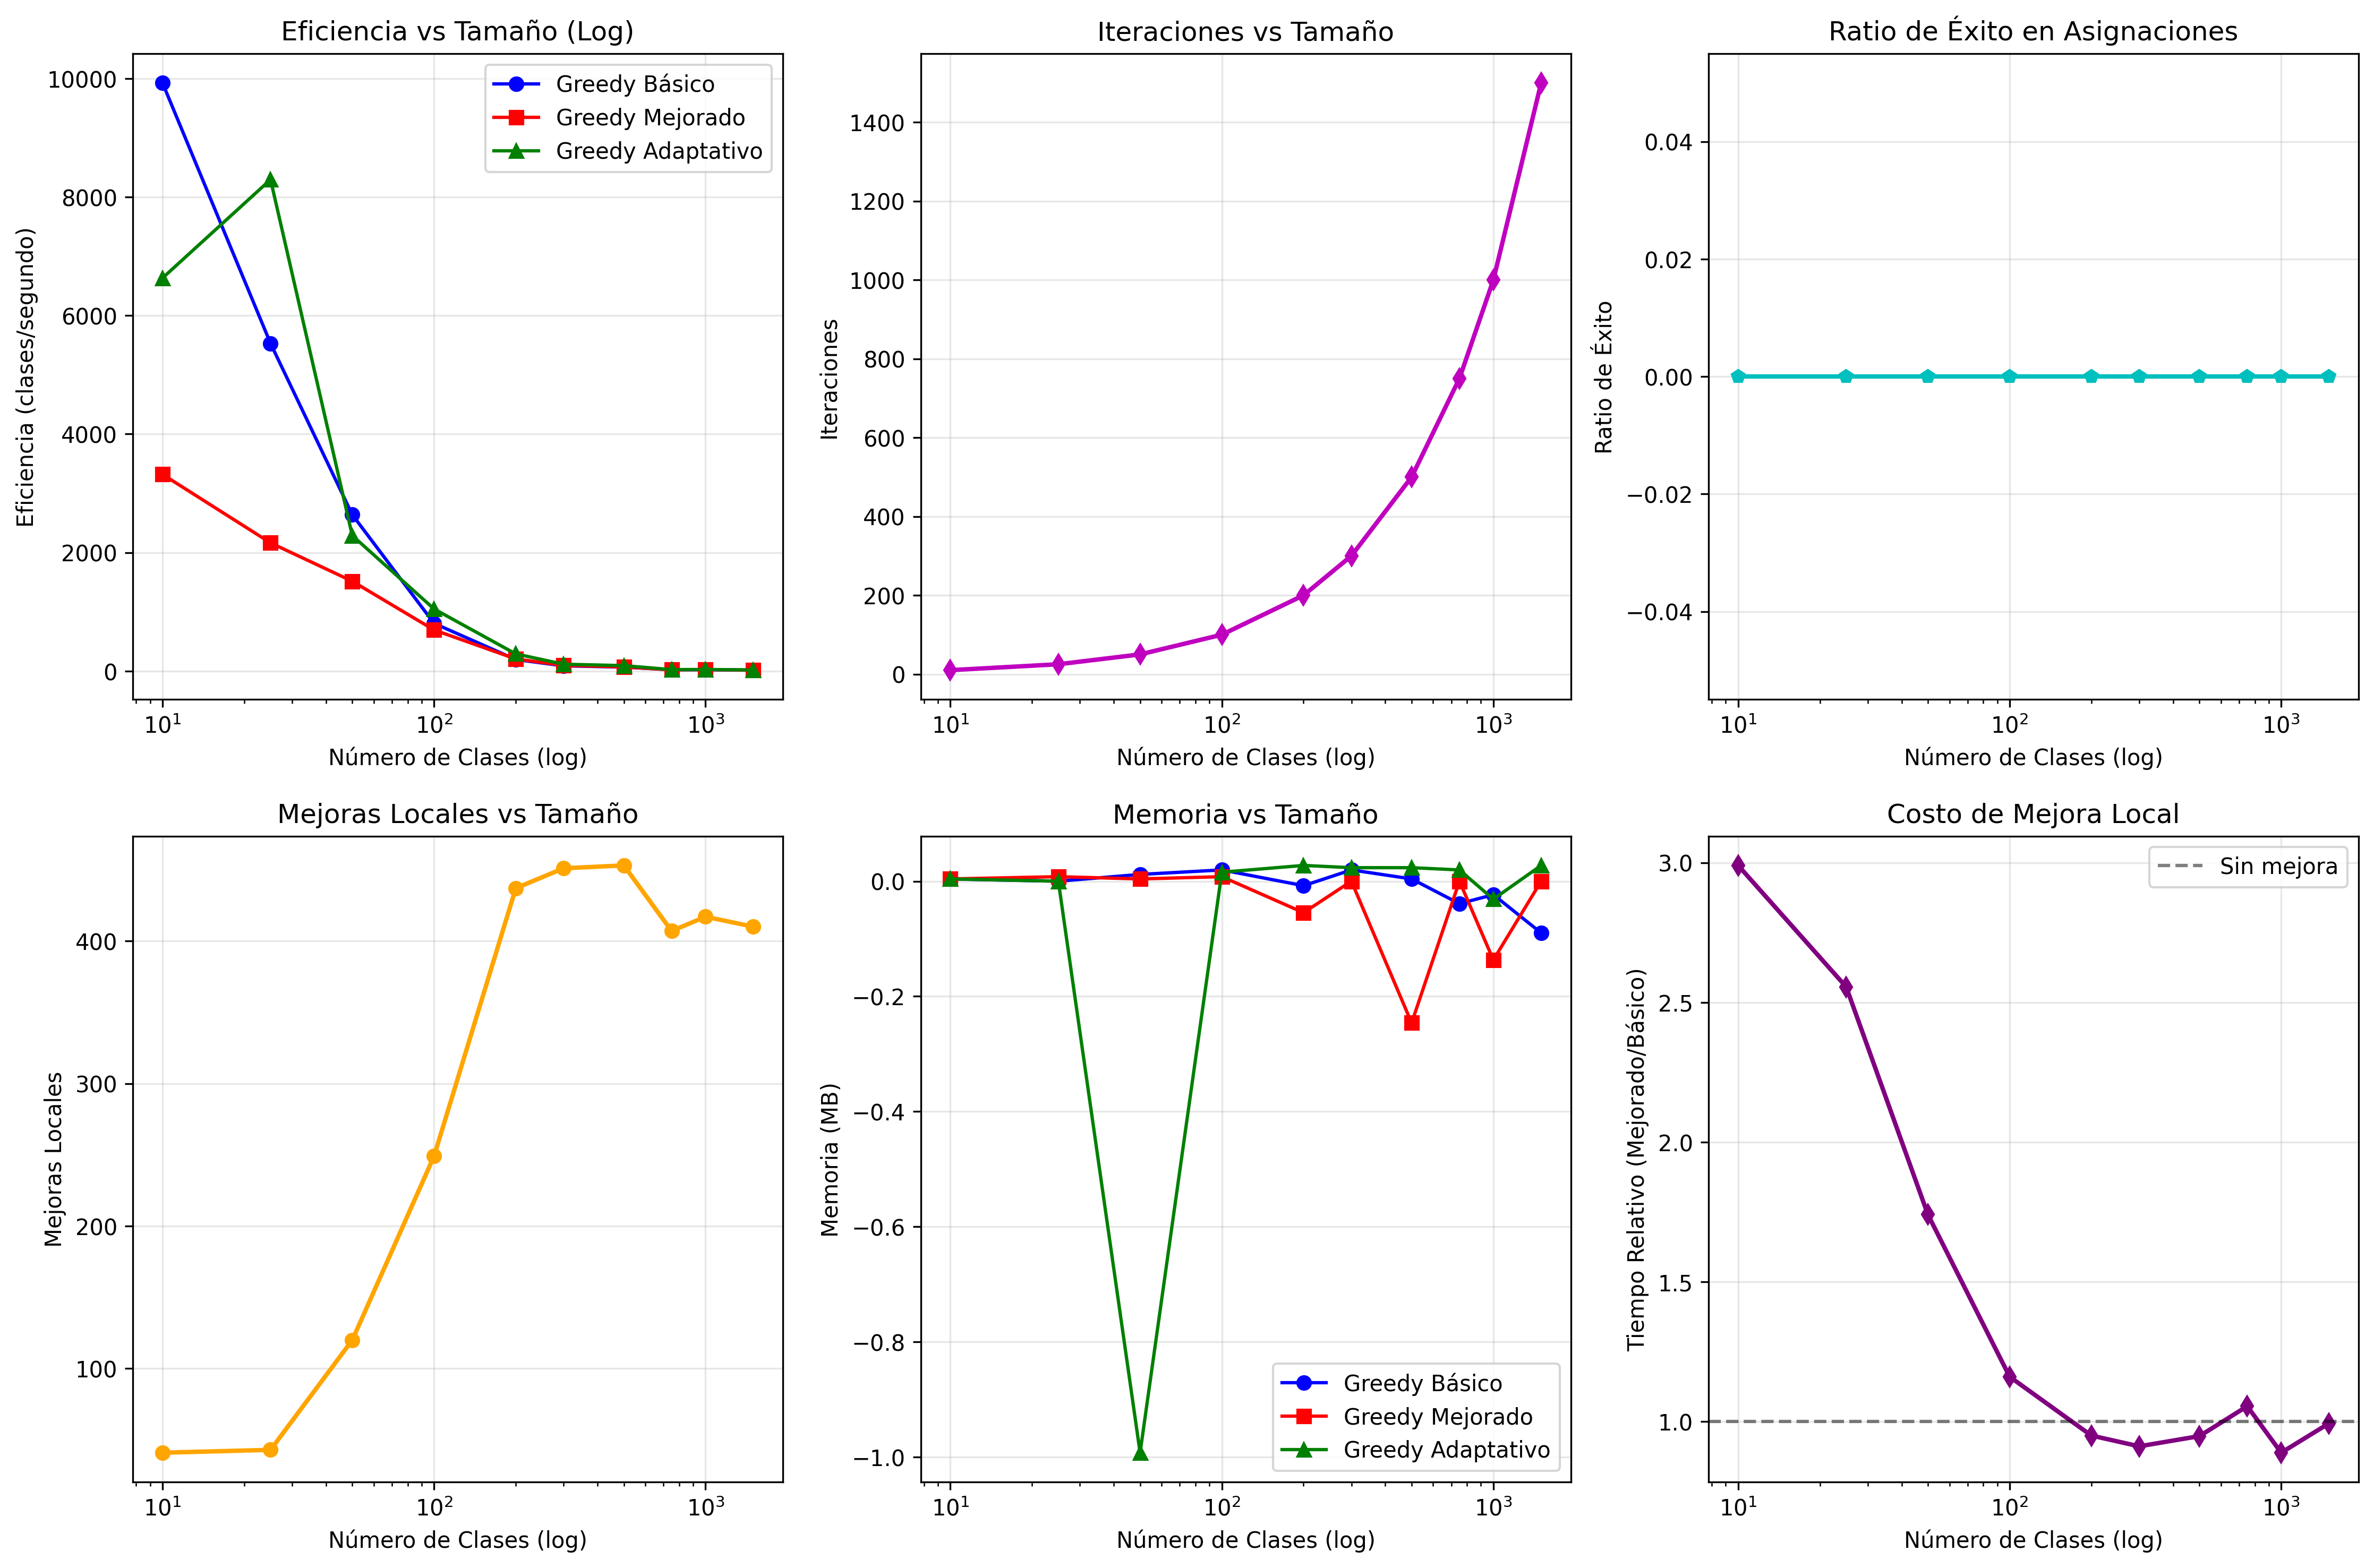 Eficiencia vs Tamaño (Log)
Eficiencia (clases/segundo)
10000
8000
6000
4000
2000
0
Greedy Básico
Greedy Mejorado
Greedy Adaptativo
10¹
10²
10³
Número de Clases (log)
Iteraciones vs Tamaño
Iteraciones
1400
1200
1000
800
600
400
200
0
10¹
10²
10³
Número de Clases (log)
Ratio de Éxito en Asignaciones
Ratio de Éxito
0.04
0.02
0.00
−0.02
−0.04
10¹
10²
10³
Número de Clases (log)
Mejoras Locales vs Tamaño
Mejoras Locales
400
300
200
100
10¹
10²
10³
Número de Clases (log)
Memoria vs Tamaño
Memoria (MB)
0.0
−0.2
−0.4
−0.6
−0.8
−1.0
Greedy Básico
Greedy Mejorado
Greedy Adaptativo
10¹
10²
10³
Número de Clases (log)
Costo de Mejora Local
Tiempo Relativo (Mejorado/Básico)
3.0
2.5
2.0
1.5
1.0
Sin mejora
10¹
10²
10³
Número de Clases (log)